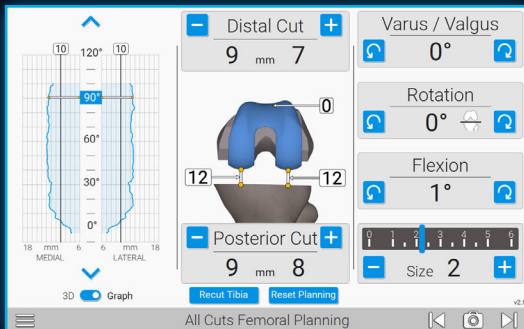 Distal Cut
9 mm 7
Varus / Valgus
0°
10
10
120°
90°
60°
30°
0°
18 mm 6
6 mm 18
MEDIAL
LATERAL
3D Graph
0
12
12
Rotation
0°
Flexion
1°
Posterior Cut
9 mm 8
0 1 2 3 4 5 6
Size 2
Recut Tibia
Reset Planning
All Cuts Femoral Planning